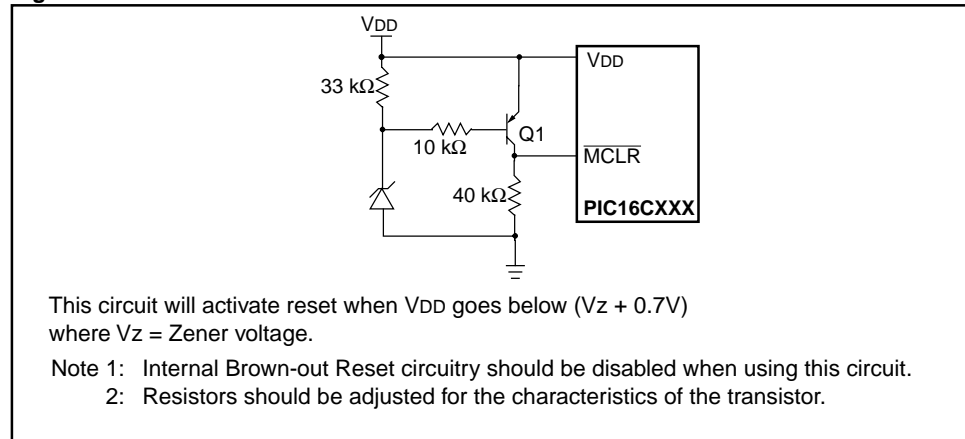 VDD
VDD
33 kΩ
Q1
10 kΩ
MCLR
40 kΩ
PIC16CXXX
This circuit will activate reset when VDD goes below (Vz + 0.7V)
where Vz = Zener voltage.
Note 1: Internal Brown-out Reset circuitry should be disabled when using this circuit.
2: Resistors should be adjusted for the characteristics of the transistor.